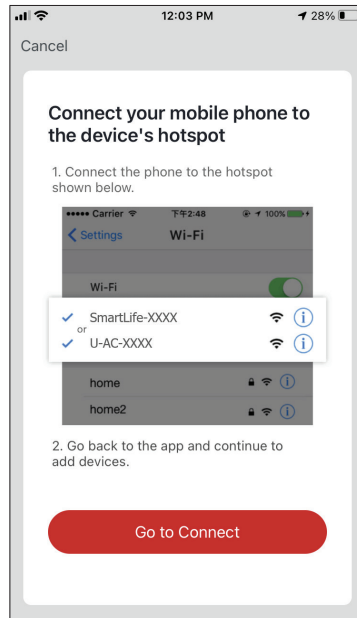 12:03 PM
28%
Cancel
Connect your mobile phone to
the device's hotspot
1. Connect the phone to the hotspot
shown below.
Carrier 下午2:48 100%
Settings Wi-Fi
Wi-Fi
SmartLife-XXXX
or
U-AC-XXXX
home
home2
2. Go back to the app and continue to
add devices.
Go to Connect